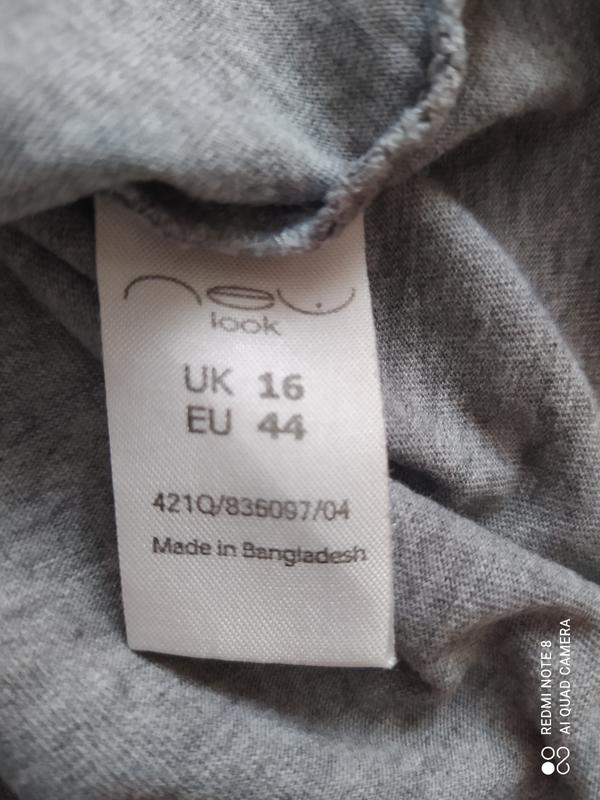 new
look
UK 16
EU 44
421Q/836097/04
Made in Bangladesh
REDMI NOTE 8
AI QUAD CAMERA